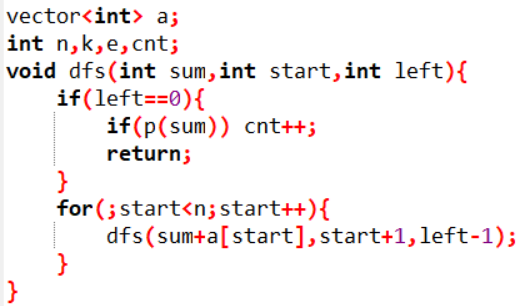 vector<int> a;
int n,k,e,cnt;
void dfs(int sum,int start,int left){
    if(left==0){
        if(p(sum)) cnt++;
        return;
    }
    for(;start<n;start++){
        dfs(sum+a[start],start+1,left-1);
    }
}